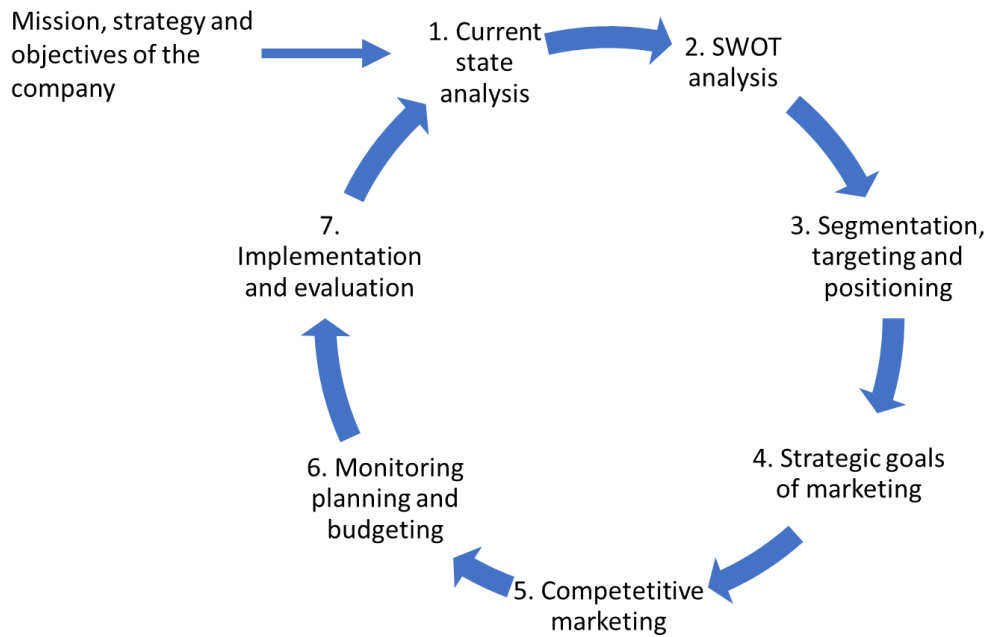 Mission, strategy and
objectives of the
company
1. Current
state
analysis
2. SWOT
analysis
3. Segmentation,
targeting and
positioning
4. Strategic goals
of marketing
5. Competetitive
marketing
6. Monitoring
planning and
budgeting
7.
Implementation
and evaluation